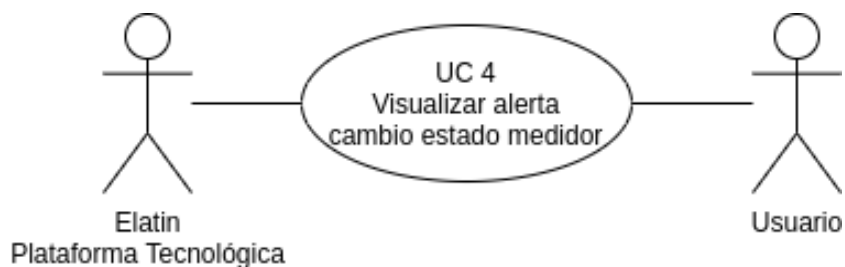 UC 4
Visualizar alerta
cambio estado medidor
Elatin
Plataforma Tecnológica
Usuario